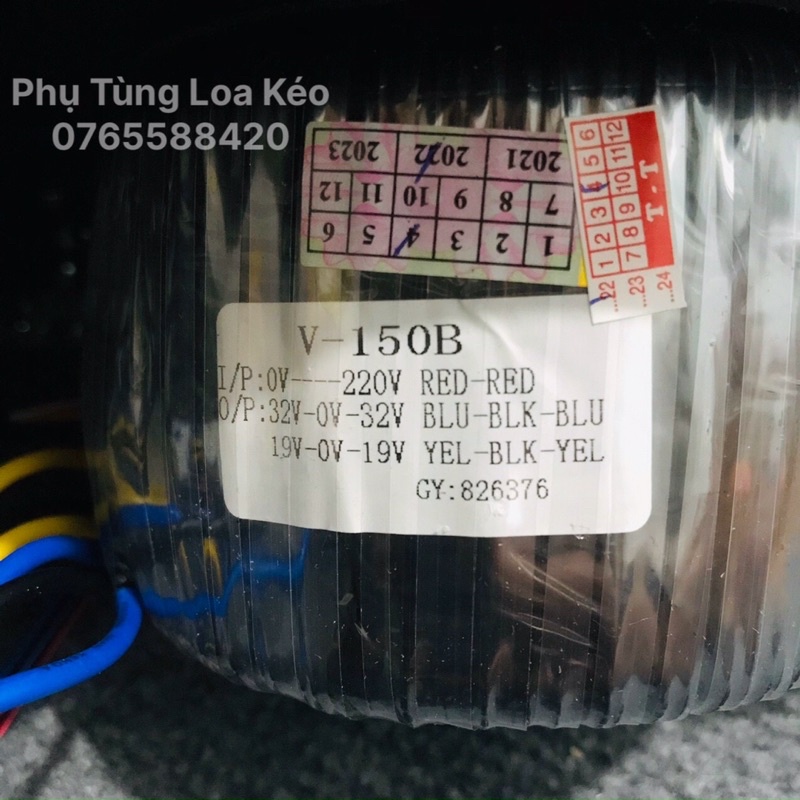 Phụ Tùng Loa Kéo
0765588420
2021 2022 2023
7 8 9 10 11 12
1 2 3 4 5 6
1 2 3 4 5 6
7 8 9 10 11 12
T.T
...22
...23
...24
V-150B
I/P:0V----220V RED-RED
O/P:32V-0V-32V BLU-BLK-BLU
19V-0V-19V YEL-BLK-YEL
GY:826376